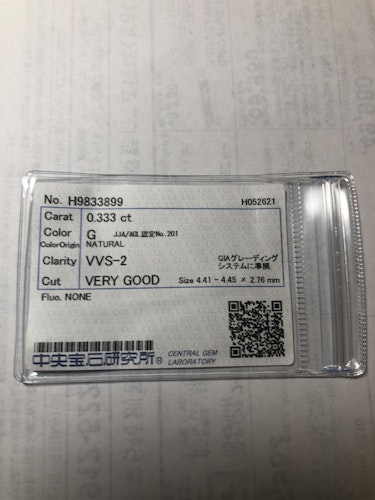 No. H9833899 H052621
Carat 0.333 ct
Color G JJA/AGL認定No.201
ColorOrigin NATURAL
Clarity VVS-2 GIAグレーディング
システムに準拠
Cut VERY GOOD Size 4.41 - 4.45 × 2.76 mm
Fluo. NONE
中央宝石研究所® CENTRAL GEM
LABORATORY